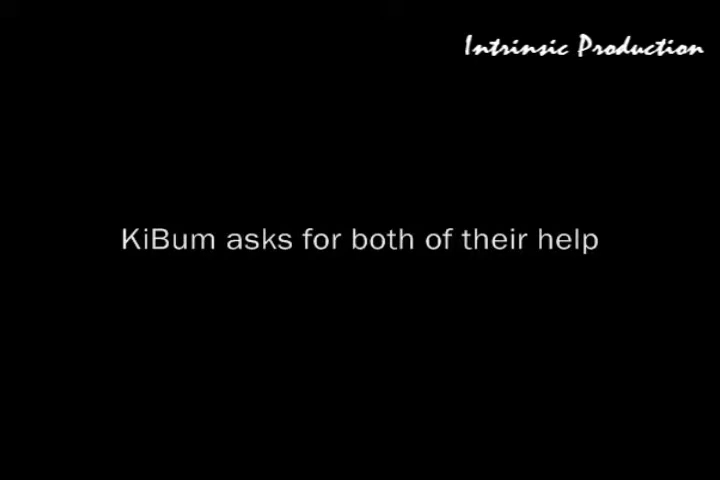 Intrinsic Production
KiBum asks for both of their help